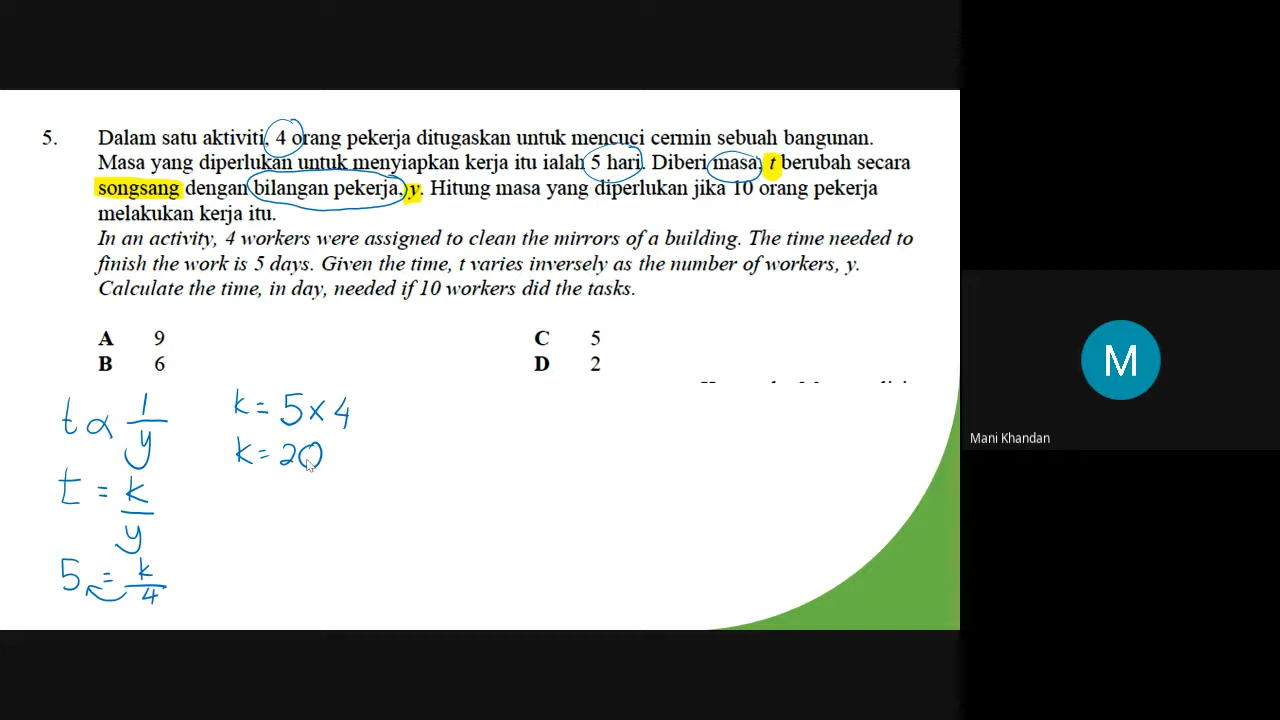 5. Dalam satu aktiviti, 4 orang pekerja ditugaskan untuk mencuci cermin sebuah bangunan.
Masa yang diperlukan untuk menyiapkan kerja itu ialah 5 hari. Diberi masa, t berubah secara
songsang dengan bilangan pekerja, y. Hitung masa yang diperlukan jika 10 orang pekerja
melakukan kerja itu.
In an activity, 4 workers were assigned to clean the mirrors of a building. The time needed to
finish the work is 5 days. Given the time, t varies inversely as the number of workers, y.
Calculate the time, in day, needed if 10 workers did the tasks.
A 9 C 5
B 6 D 2
t ∝ 1/y
t = k/y
5 = k/4
k = 5 × 4
k = 20
M
Mani Khandan